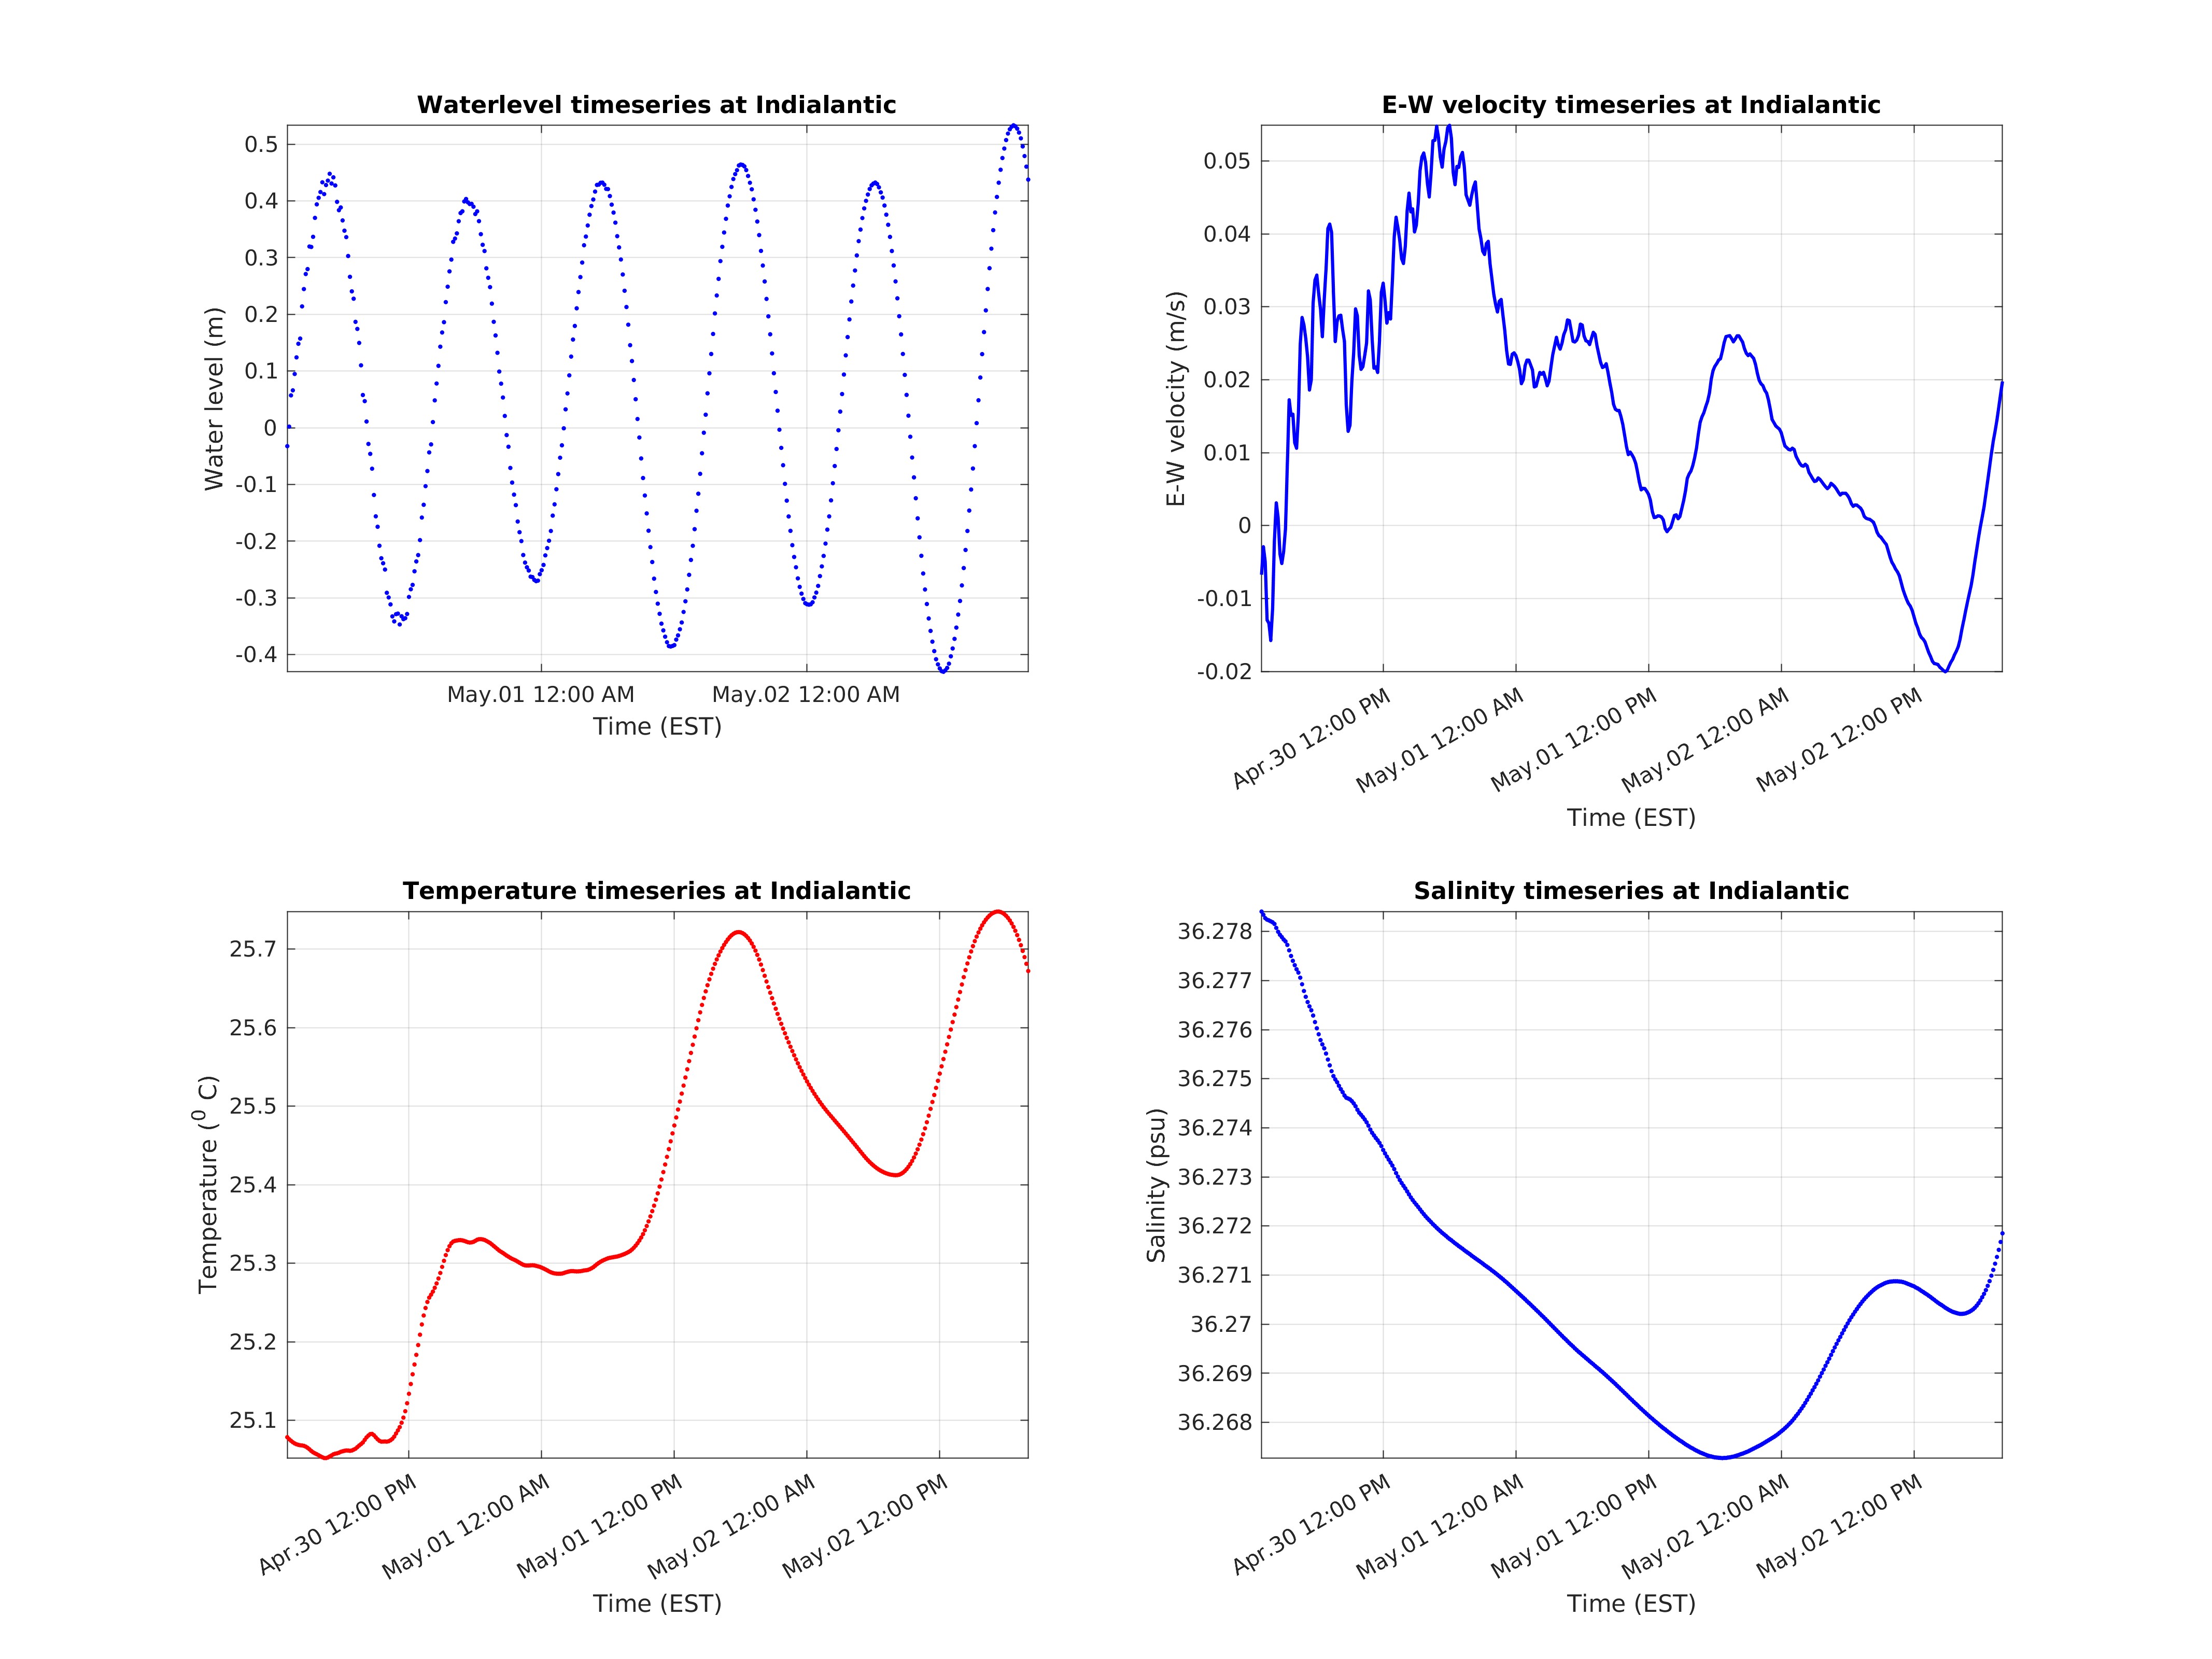 Waterlevel timeseries at Indialantic
0.5
0.4
0.3
0.2
0.1
0
-0.1
-0.2
-0.3
-0.4
Water level (m)
May.01 12:00 AM
May.02 12:00 AM
Time (EST)
E-W velocity timeseries at Indialantic
0.05
0.04
0.03
0.02
0.01
0
-0.01
-0.02
E-W velocity (m/s)
Apr.30 12:00 PM
May.01 12:00 AM
May.01 12:00 PM
May.02 12:00 AM
May.02 12:00 PM
Time (EST)
Temperature timeseries at Indialantic
25.7
25.6
25.5
25.4
25.3
25.2
25.1
Temperature (⁰ C)
Apr.30 12:00 PM
May.01 12:00 AM
May.01 12:00 PM
May.02 12:00 AM
May.02 12:00 PM
Time (EST)
Salinity timeseries at Indialantic
36.278
36.277
36.276
36.275
36.274
36.273
36.272
36.271
36.27
36.269
36.268
Salinity (psu)
Apr.30 12:00 PM
May.01 12:00 AM
May.01 12:00 PM
May.02 12:00 AM
May.02 12:00 PM
Time (EST)